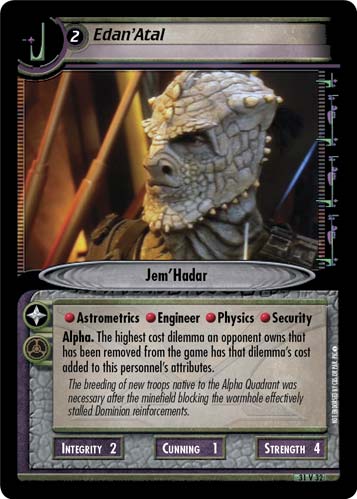 2 Edan'Atal
Jem'Hadar
Astrometrics Engineer Physics Security
Alpha. The highest cost dilemma an opponent owns that
has been removed from the game has that dilemma's cost
added to this personnel's attributes.
The breeding of new troops native to the Alpha Quadrant was
necessary after the minefield blocking the wormhole effectively
stalled Dominion reinforcements.
INTEGRITY 2 CUNNING 1 STRENGTH 4
31 V 32